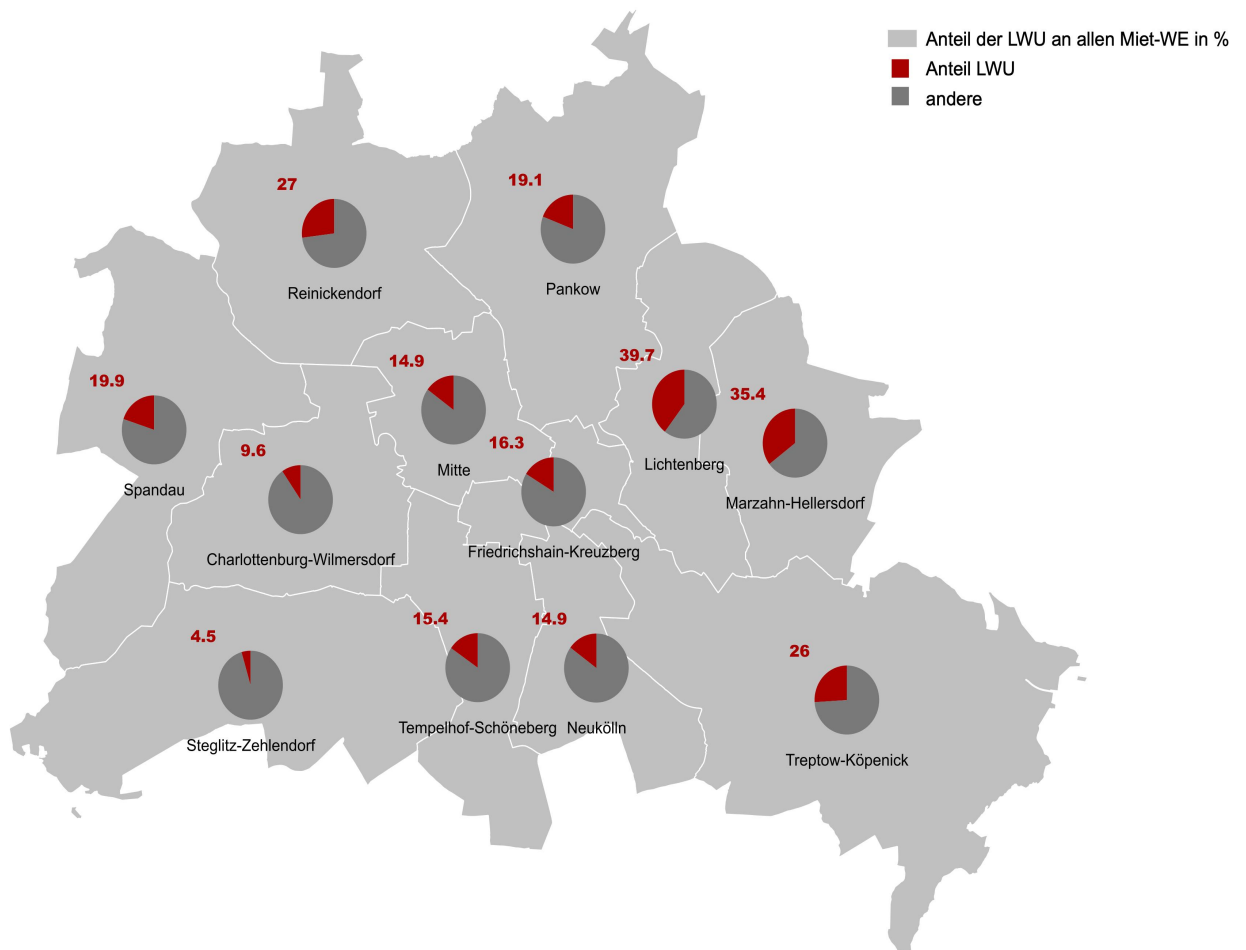 Anteil der LWU an allen Miet-WE in %
Anteil LWU
andere
27
Reinickendorf
19.1
Pankow
19.9
Spandau
14.9
Mitte
39.7
Lichtenberg
35.4
Marzahn-Hellersdorf
9.6
Charlottenburg-Wilmersdorf
16.3
Friedrichshain-Kreuzberg
4.5
Steglitz-Zehlendorf
15.4
Tempelhof-Schöneberg
14.9
Neukölln
26
Treptow-Köpenick